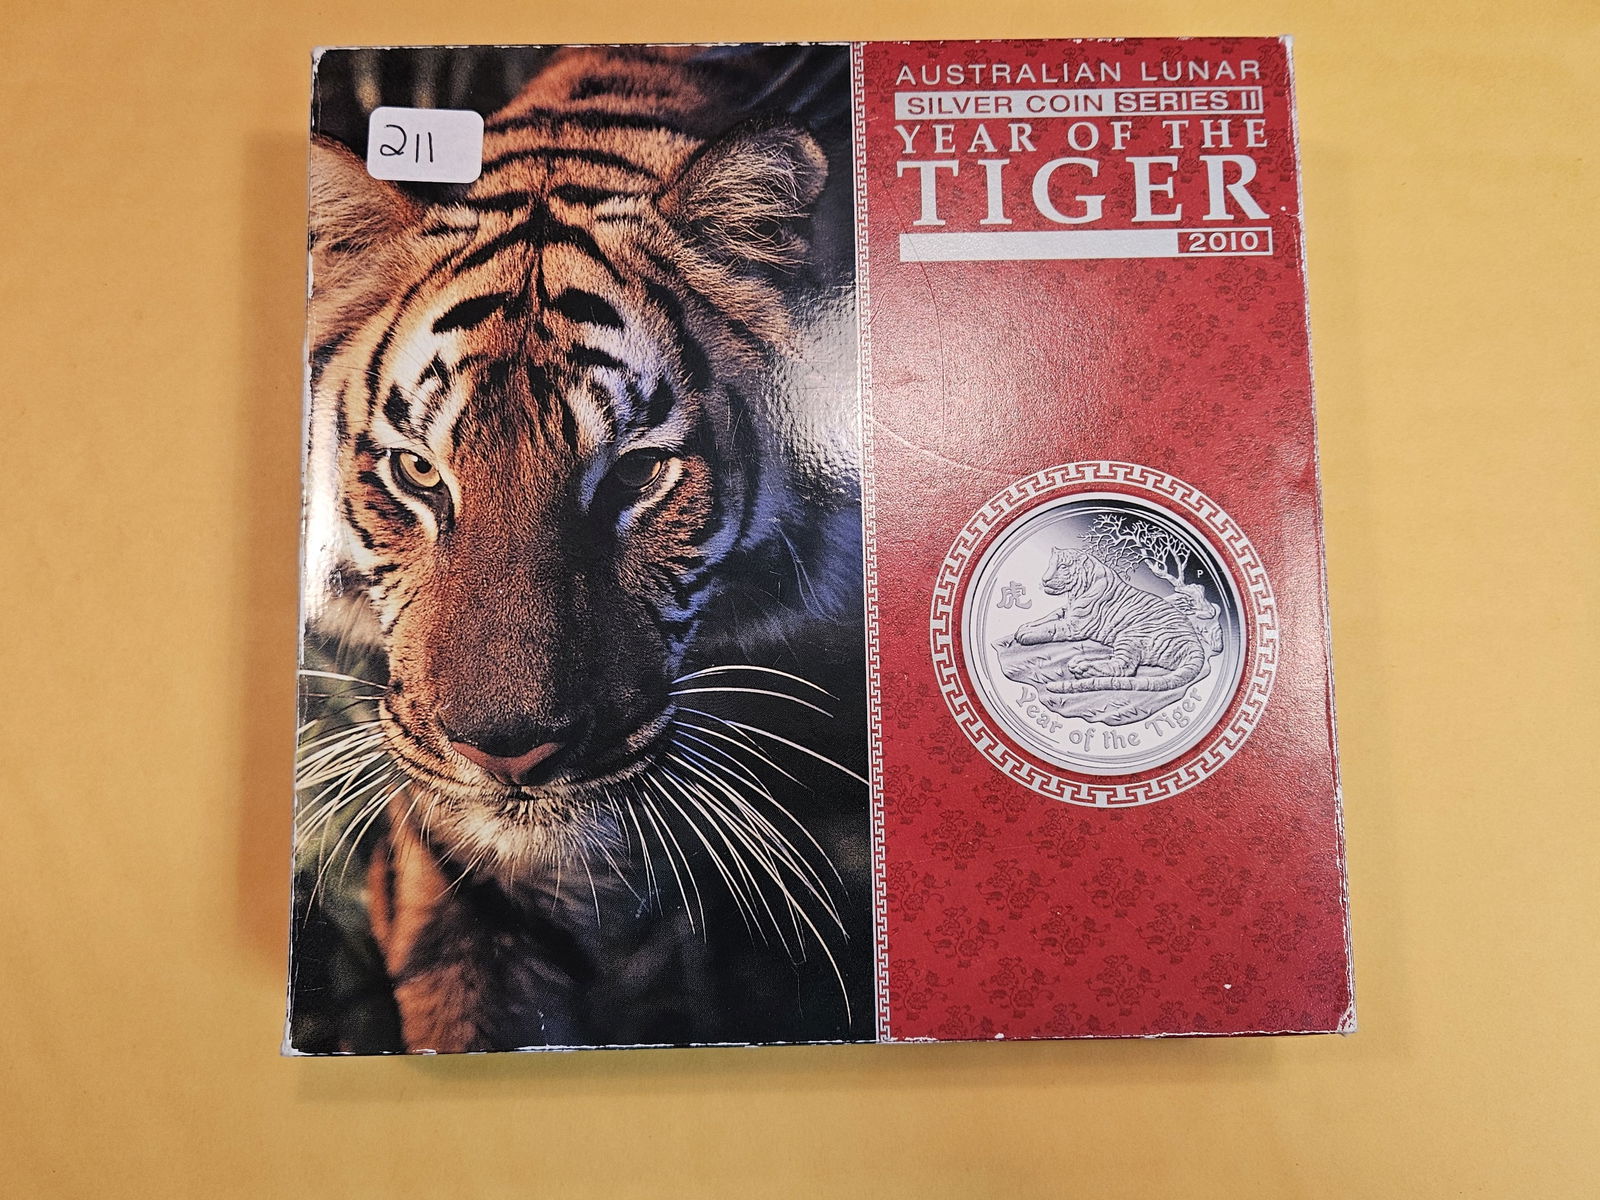 211
AUSTRALIAN LUNAR
SILVER COIN SERIES II
YEAR OF THE
TIGER
2010
P
虎
Year of the Tiger